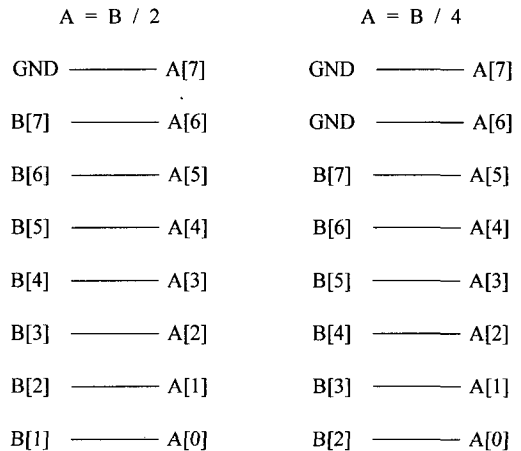 A = B / 2 A = B / 4
GND A[7] GND A[7]
B[7] A[6] GND A[6]
B[6] A[5] B[7] A[5]
B[5] A[4] B[6] A[4]
B[4] A[3] B[5] A[3]
B[3] A[2] B[4] A[2]
B[2] A[1] B[3] A[1]
B[1] A[0] B[2] A[0]